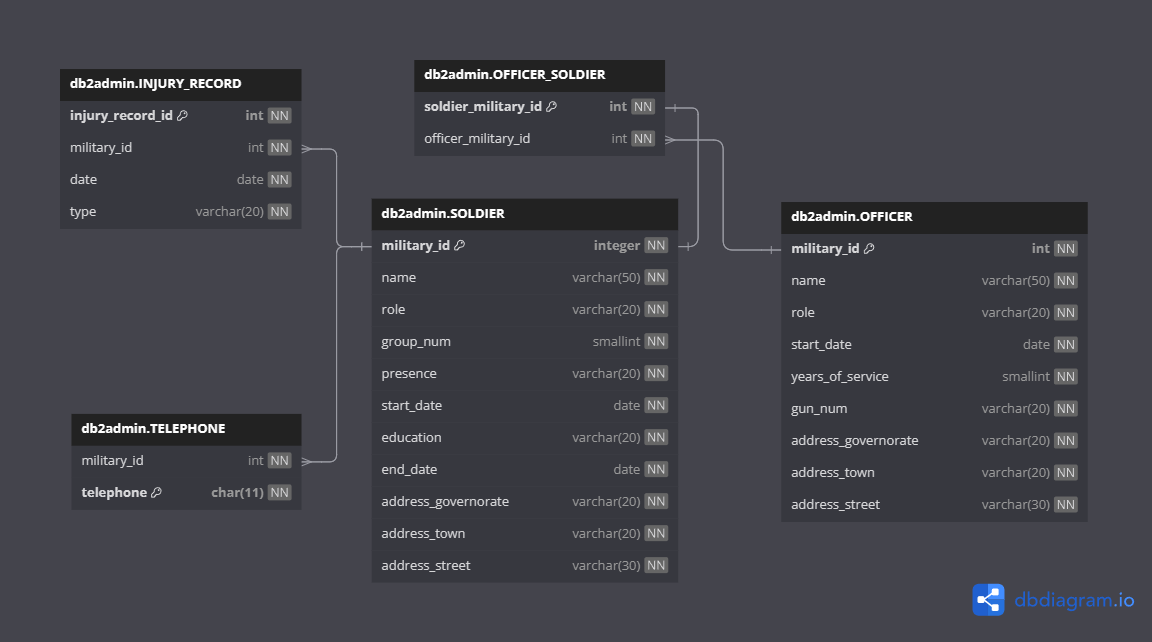 db2admin.INJURY_RECORD
injury_record_id int NN
military_id int NN
date date NN
type varchar(20) NN
db2admin.OFFICER_SOLDIER
soldier_military_id int NN
officer_military_id int NN
db2admin.SOLDIER
military_id integer NN
name varchar(50) NN
role varchar(20) NN
group_num smallint NN
presence varchar(20) NN
start_date date NN
education varchar(20) NN
end_date date NN
address_governorate varchar(20) NN
address_town varchar(20) NN
address_street varchar(30) NN
db2admin.OFFICER
military_id int NN
name varchar(50) NN
role varchar(20) NN
start_date date NN
years_of_service smallint NN
gun_num varchar(20) NN
address_governorate varchar(20) NN
address_town varchar(20) NN
address_street varchar(30) NN
db2admin.TELEPHONE
military_id int NN
telephone char(11) NN
dbdiagram.io